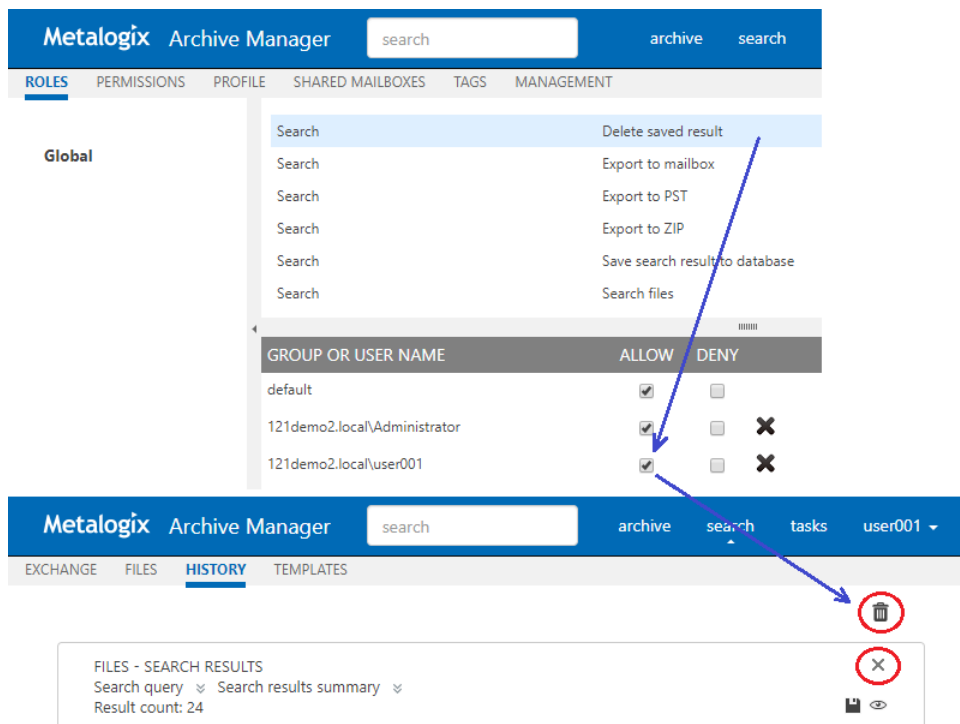 Metalogix Archive Manager search archive search
ROLES PERMISSIONS PROFILE SHARED MAILBOXES TAGS MANAGEMENT
Global
Search Delete saved result
Search Export to mailbox
Search Export to PST
Search Export to ZIP
Search Save search result to database
Search Search files
GROUP OR USER NAME ALLOW DENY
default
121demo2.local\Administrator
121demo2.local\user001
Metalogix Archive Manager search archive search tasks user001
EXCHANGE FILES HISTORY TEMPLATES
FILES - SEARCH RESULTS
Search query Search results summary
Result count: 24